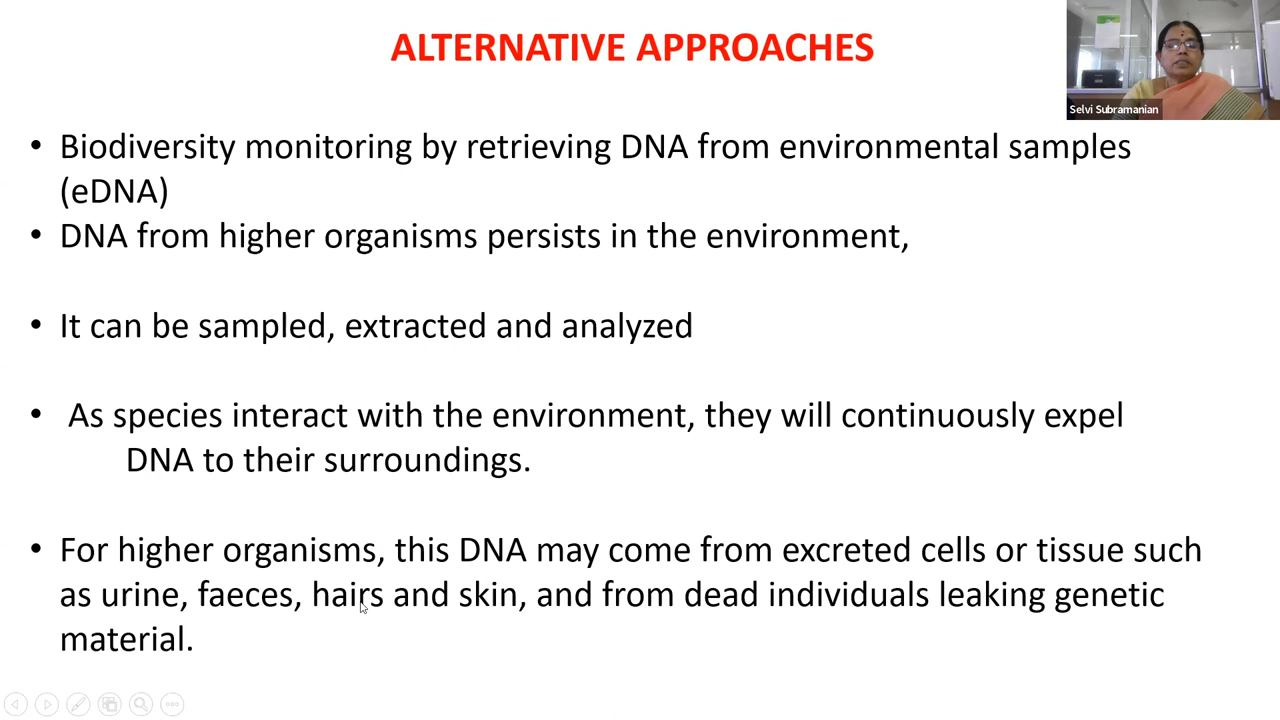 ALTERNATIVE APPROACHES
Selvi Subramanian
• Biodiversity monitoring by retrieving DNA from environmental samples
(eDNA)
• DNA from higher organisms persists in the environment,
• It can be sampled, extracted and analyzed
• As species interact with the environment, they will continuously expel
DNA to their surroundings.
• For higher organisms, this DNA may come from excreted cells or tissue such
as urine, faeces, hairs and skin, and from dead individuals leaking genetic
material.